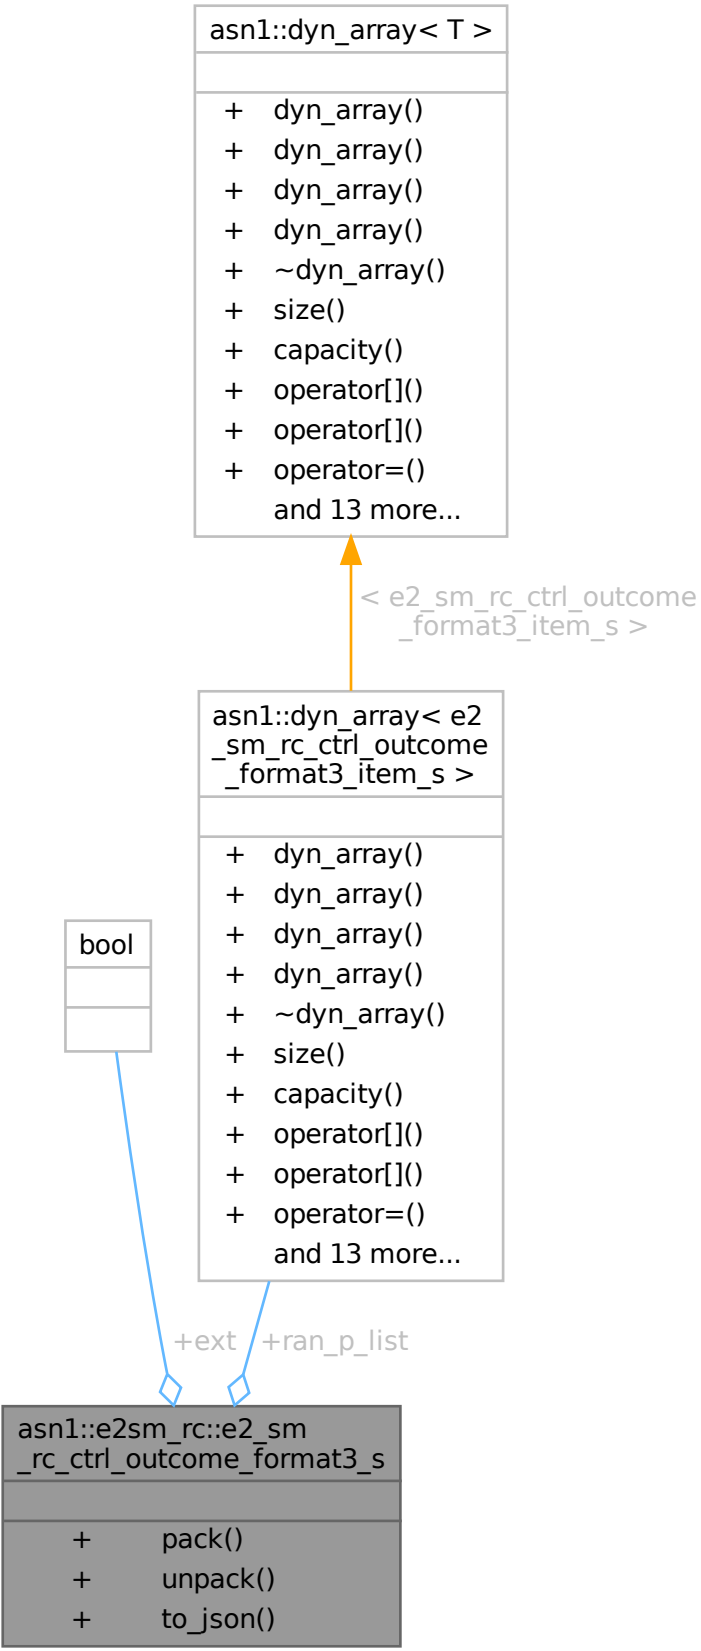 asn1::dyn_array< T >
+ dyn_array()
+ dyn_array()
+ dyn_array()
+ dyn_array()
+ ~dyn_array()
+ size()
+ capacity()
+ operator[]()
+ operator[]()
+ operator=()
and 13 more...
< e2_sm_rc_ctrl_outcome
_format3_item_s >
asn1::dyn_array< e2
_sm_rc_ctrl_outcome
_format3_item_s >
+ dyn_array()
+ dyn_array()
+ dyn_array()
+ dyn_array()
+ ~dyn_array()
+ size()
+ capacity()
+ operator[]()
+ operator[]()
+ operator=()
and 13 more...
bool
+ext
+ran_p_list
asn1::e2sm_rc::e2_sm
_rc_ctrl_outcome_format3_s
+ pack()
+ unpack()
+ to_json()